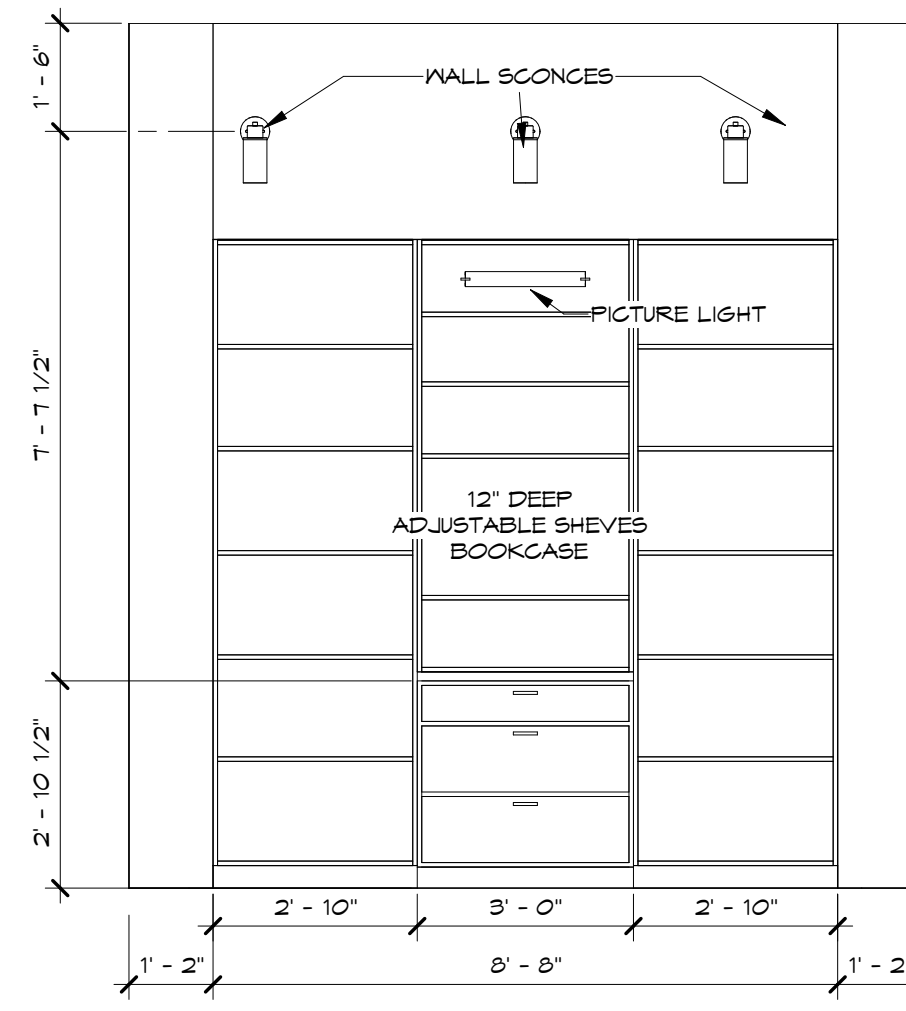 1' - 6"
WALL SCONCES
PICTURE LIGHT
7' - 7 1/2"
12" DEEP
ADJUSTABLE SHEVES
BOOKCASE
2' - 10 1/2"
2' - 10"
3' - 0"
2' - 10"
1' - 2"
8' - 8"
1' - 2